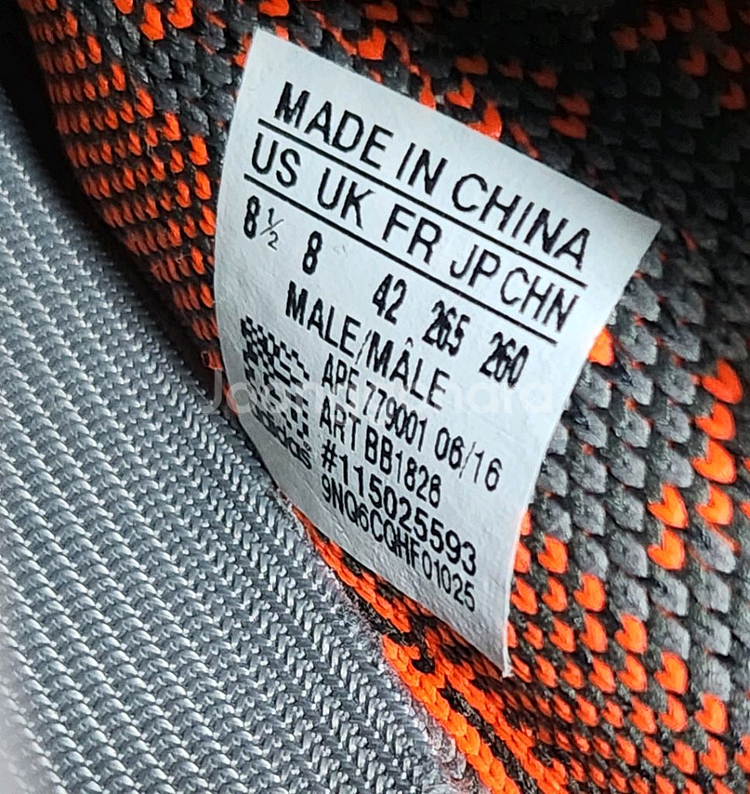 MADE IN CHINA
US UK FR JP CHN
8½ 8 42 265 260
MALE/MÂLE
APE 779001 06/16
ART BB1828
#115025593
9NQ6CQHF01025
adidas